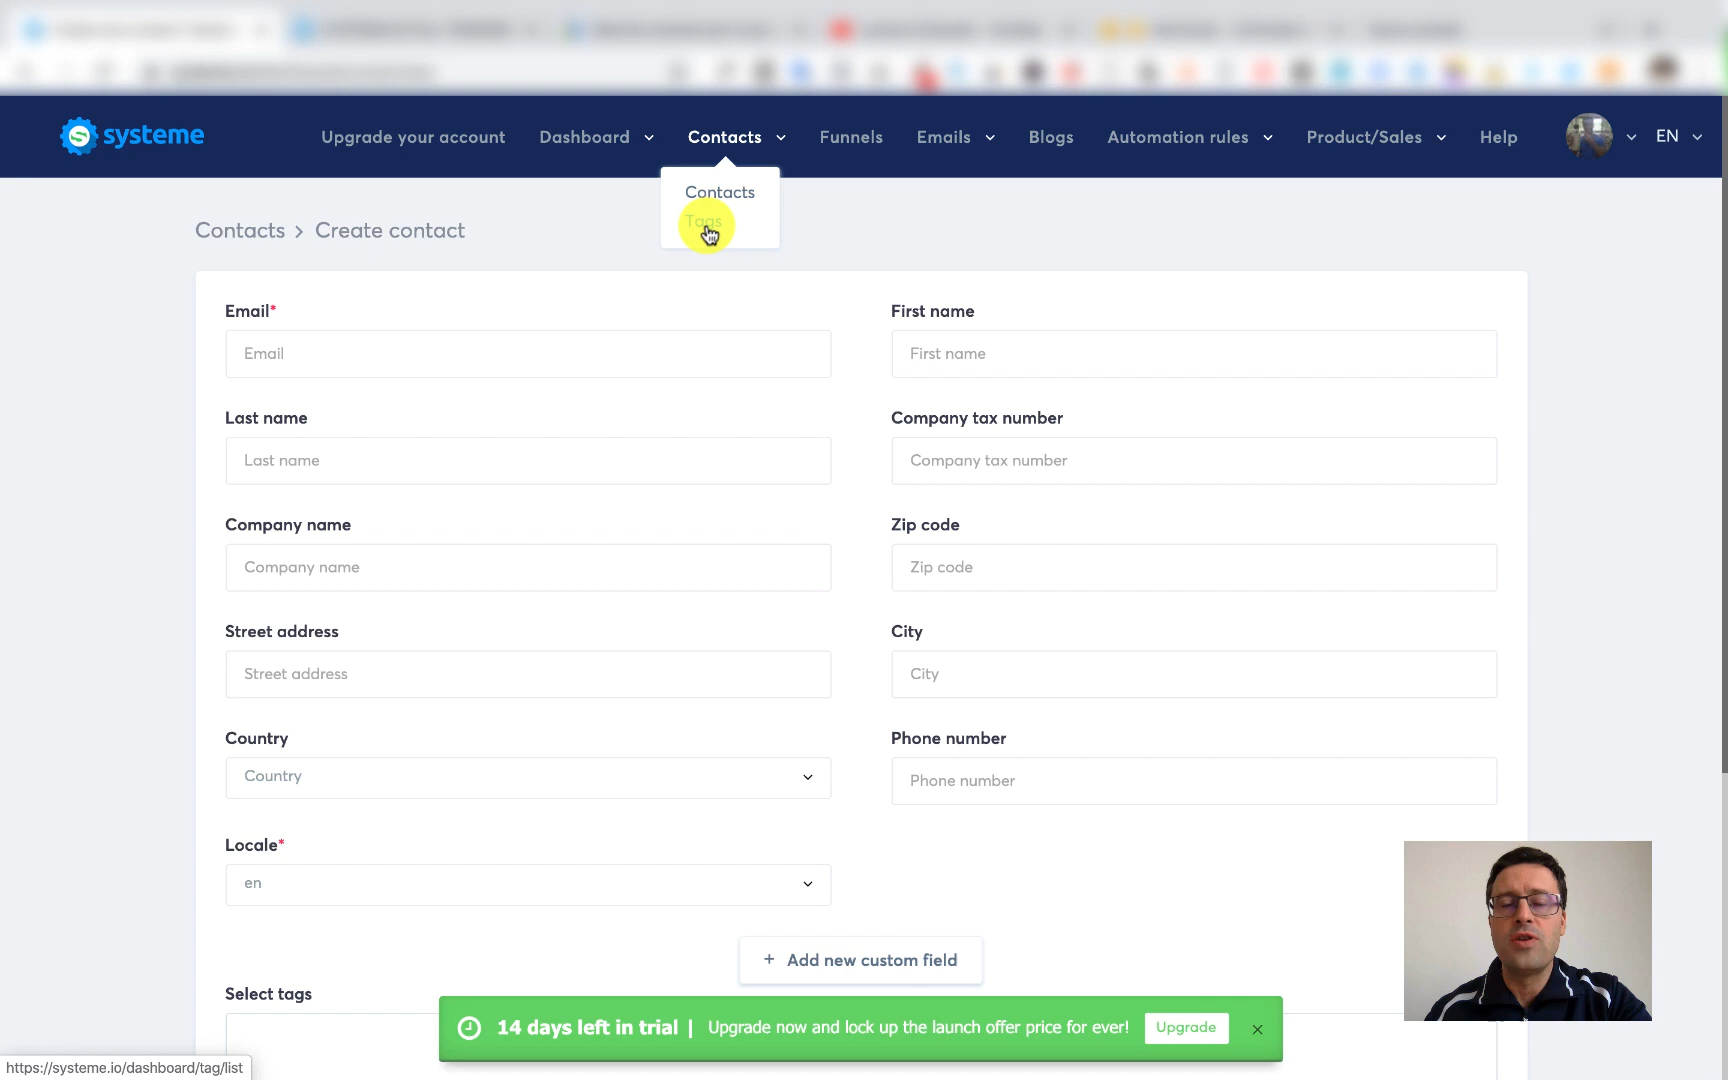 systeme
Upgrade your account
Dashboard
Contacts
Funnels
Emails
Blogs
Automation rules
Product/Sales
Help
EN
Contacts
Tags
Contacts > Create contact
Email*
Email
First name
First name
Last name
Last name
Company tax number
Company tax number
Company name
Company name
Zip code
Zip code
Street address
Street address
City
City
Country
Country
Phone number
Phone number
Locale*
en
+ Add new custom field
Select tags
14 days left in trial | Upgrade now and lock up the launch offer price for ever!
Upgrade
https://systeme.io/dashboard/tag/list